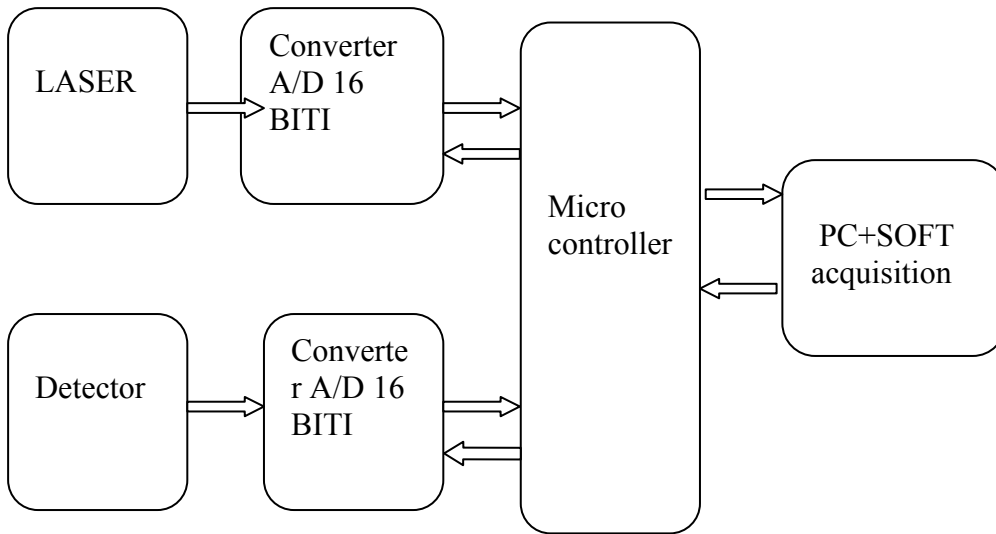 LASER
Converter
A/D 16
BITI
Micro
controller
PC+SOFT
acquisition
Detector
Converte
r A/D 16
BITI